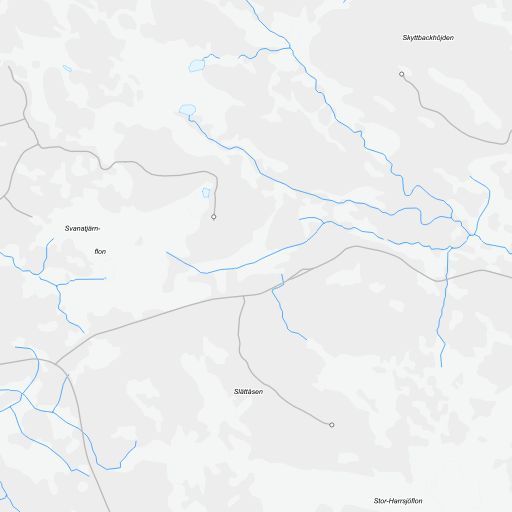 Skyttbackhöjden
Svanatjärn-
flon
Slättåsen
Stor-Harrsjöflon